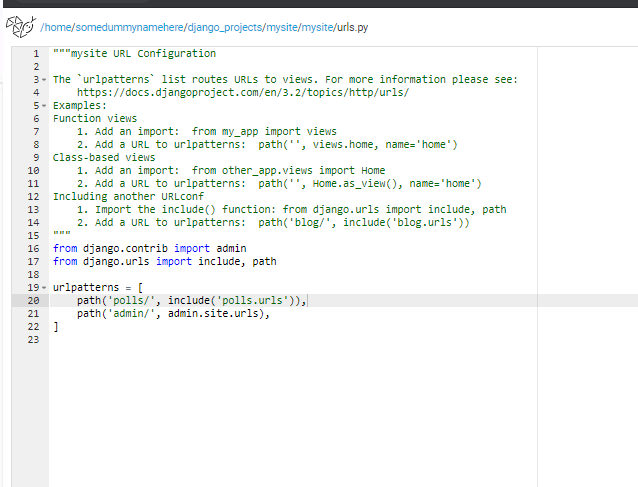 /home/somedummynamehere/django_projects/mysite/mysite/urls.py
1 """mysite URL Configuration
2
3 The `urlpatterns` list routes URLs to views. For more information please see:
4     https://docs.djangoproject.com/en/3.2/topics/http/urls/
5 Examples:
6 Function views
7     1. Add an import:  from my_app import views
8     2. Add a URL to urlpatterns:  path('', views.home, name='home')
9 Class-based views
10     1. Add an import:  from other_app.views import Home
11     2. Add a URL to urlpatterns:  path('', Home.as_view(), name='home')
12 Including another URLconf
13     1. Import the include() function: from django.urls import include, path
14     2. Add a URL to urlpatterns:  path('blog/', include('blog.urls'))
15 """
16 from django.contrib import admin
17 from django.urls import include, path
18
19 urlpatterns = [
20     path('polls/', include('polls.urls')),
21     path('admin/', admin.site.urls),
22 ]
23